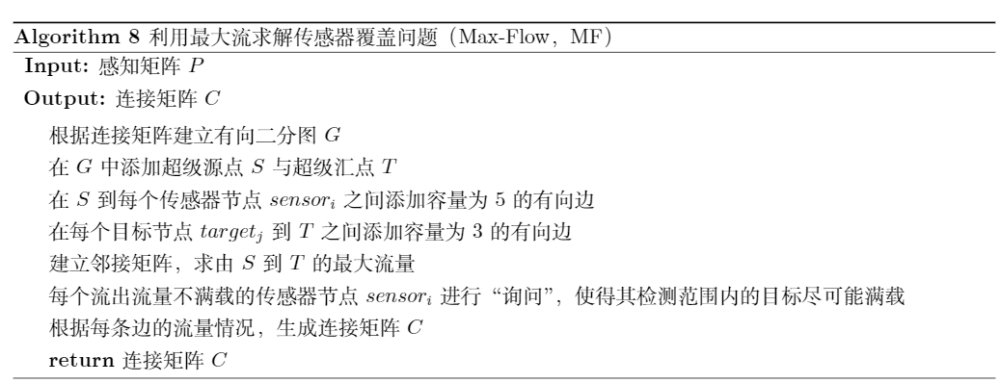 Algorithm 8 利用最大流求解传感器覆盖问题（Max-Flow，MF）
Input: 感知矩阵 P
Output: 连接矩阵 C
根据连接矩阵建立有向二分图 G
在 G 中添加超级源点 S 与超级汇点 T
在 S 到每个传感器节点 sensor_i 之间添加容量为 5 的有向边
在每个目标节点 target_j 到 T 之间添加容量为 3 的有向边
建立邻接矩阵，求由 S 到 T 的最大流量
每个流出流量不满载的传感器节点 sensor_i 进行“询问”，使得其检测范围内的目标尽可能满载
根据每条边的流量情况，生成连接矩阵 C
return 连接矩阵 C